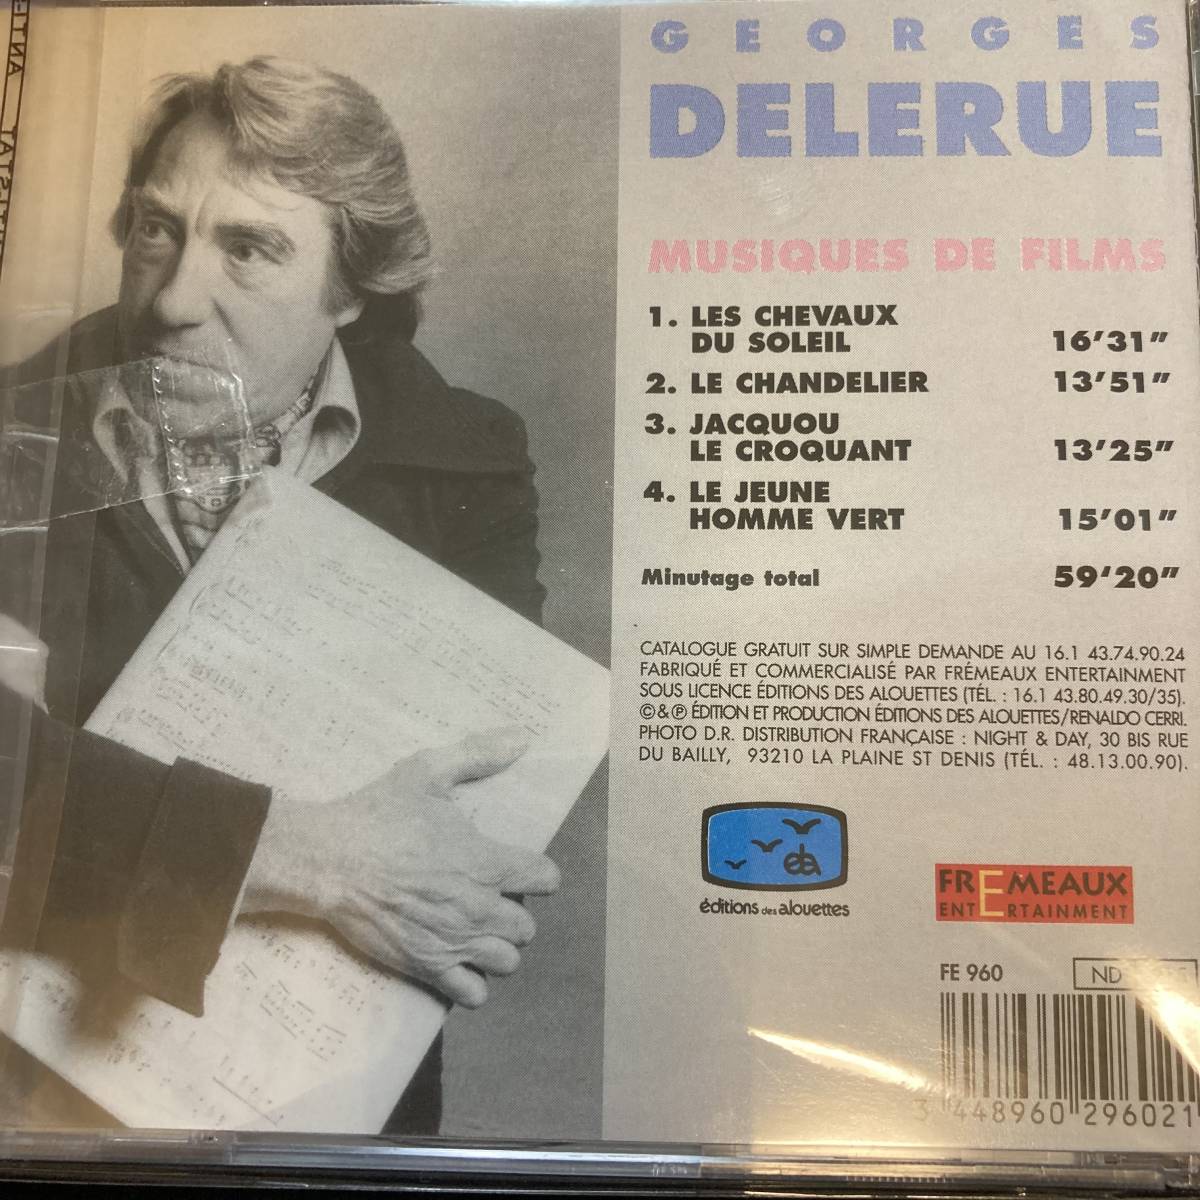 GEORGES
DELERUE
MUSIQUES DE FILMS
1. LES CHEVAUX
DU SOLEIL 16'31"
2. LE CHANDELIER 13'51"
3. JACQUOU
LE CROQUANT 13'25"
4. LE JEUNE
HOMME VERT 15'01"
Minutage total 59'20"
CATALOGUE GRATUIT SUR SIMPLE DEMANDE AU 16.1 43.74.90.24
FABRIQUÉ ET COMMERCIALISÉ PAR FRÉMEAUX ENTERTAINMENT
SOUS LICENCE ÉDITIONS DES ALOUETTES (TÉL. : 16.1 43.80.49.30/35).
©&℗ ÉDITION ET PRODUCTION ÉDITIONS DES ALOUETTES/RENALDO CERRI.
PHOTO D.R. DISTRIBUTION FRANÇAISE : NIGHT & DAY, 30 BIS RUE
DU BAILLY, 93210 LA PLAINE ST DENIS (TÉL. : 48.13.00.90).
eda
éditions des alouettes
FREMEAUX
ENTERTAINMENT
FE 960
ND
3 448960 296021